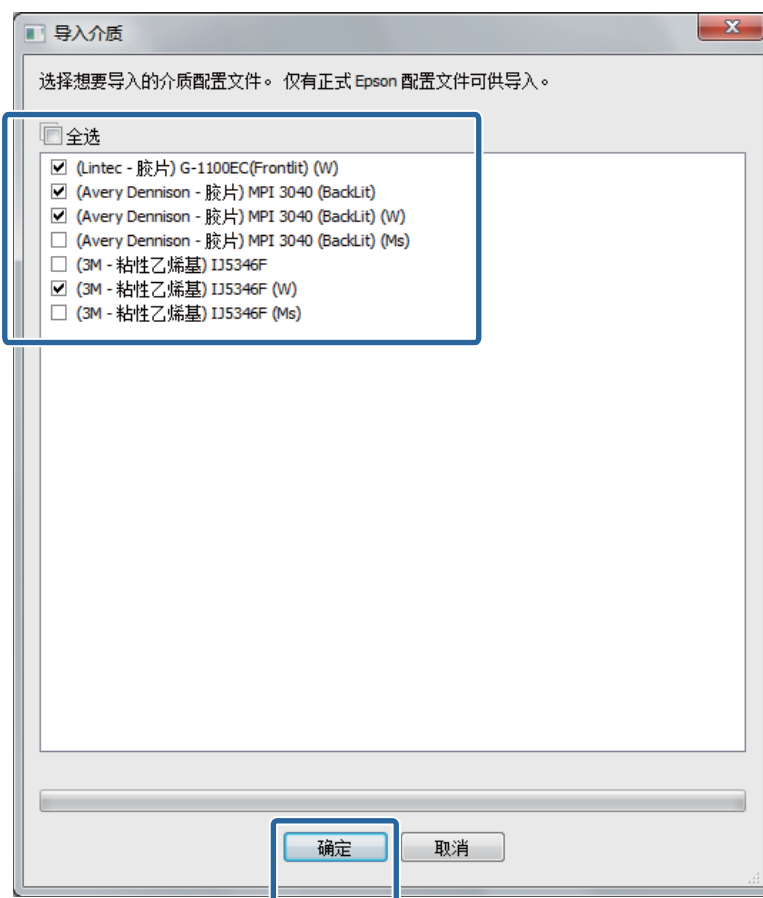 导入介质
选择想要导入的介质配置文件。 仅有正式 Epson 配置文件可供导入。
全选
(Lintec - 胶片) G-1100EC(Frontlit) (W)
(Avery Dennison - 胶片) MPI 3040 (BackLit)
(Avery Dennison - 胶片) MPI 3040 (BackLit) (W)
(Avery Dennison - 胶片) MPI 3040 (BackLit) (Ms)
(3M - 粘性乙烯基) IJ5346F
(3M - 粘性乙烯基) IJ5346F (W)
(3M - 粘性乙烯基) IJ5346F (Ms)
确定 取消